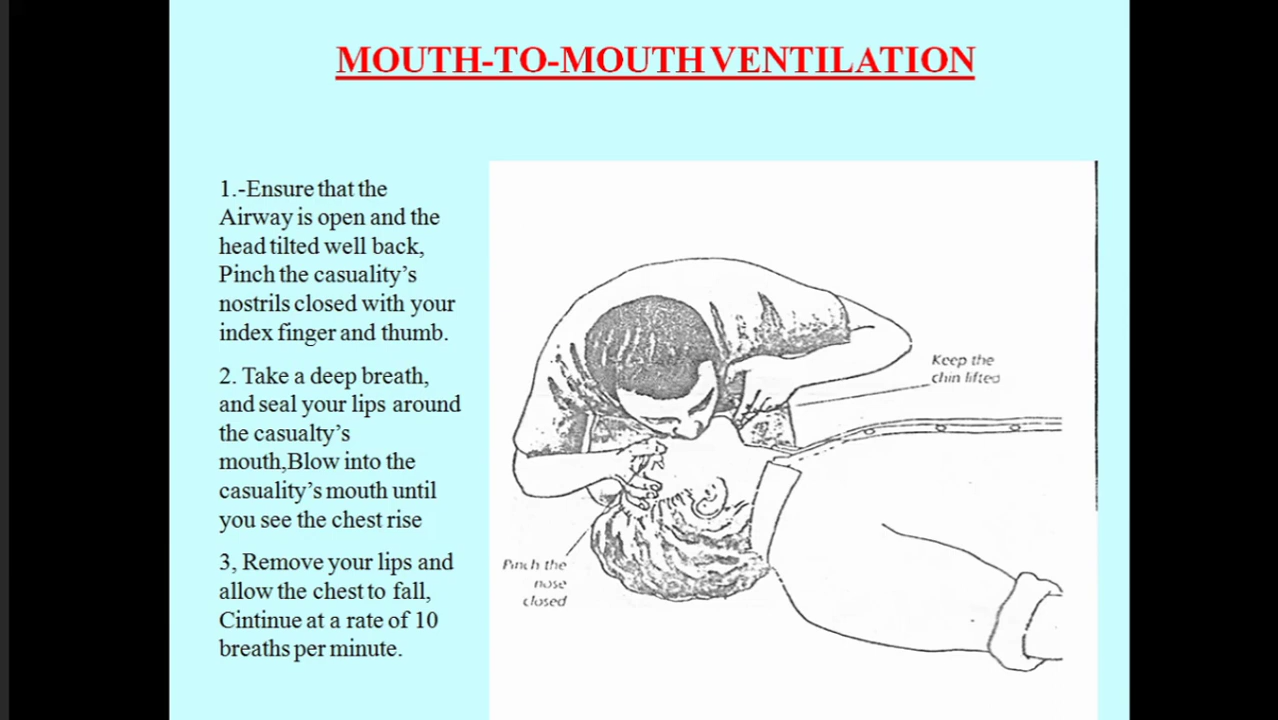 MOUTH-TO-MOUTH VENTILATION
1.-Ensure that the
Airway is open and the
head tilted well back,
Pinch the casuality's
nostrils closed with your
index finger and thumb.
2. Take a deep breath,
and seal your lips around
the casualty's
mouth,Blow into the
casuality's mouth until
you see the chest rise
3, Remove your lips and
allow the chest to fall,
Cintinue at a rate of 10
breaths per minute.
Keep the
chin lifted
Pinch the
nose
closed